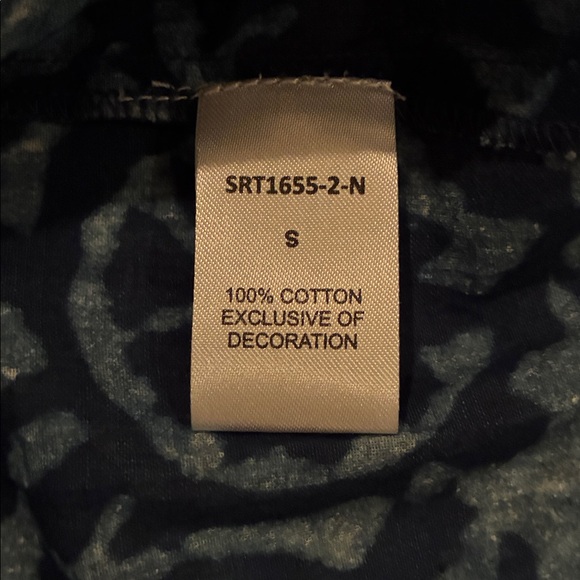 SRT1655-2-N
S
100% COTTON
EXCLUSIVE OF
DECORATION